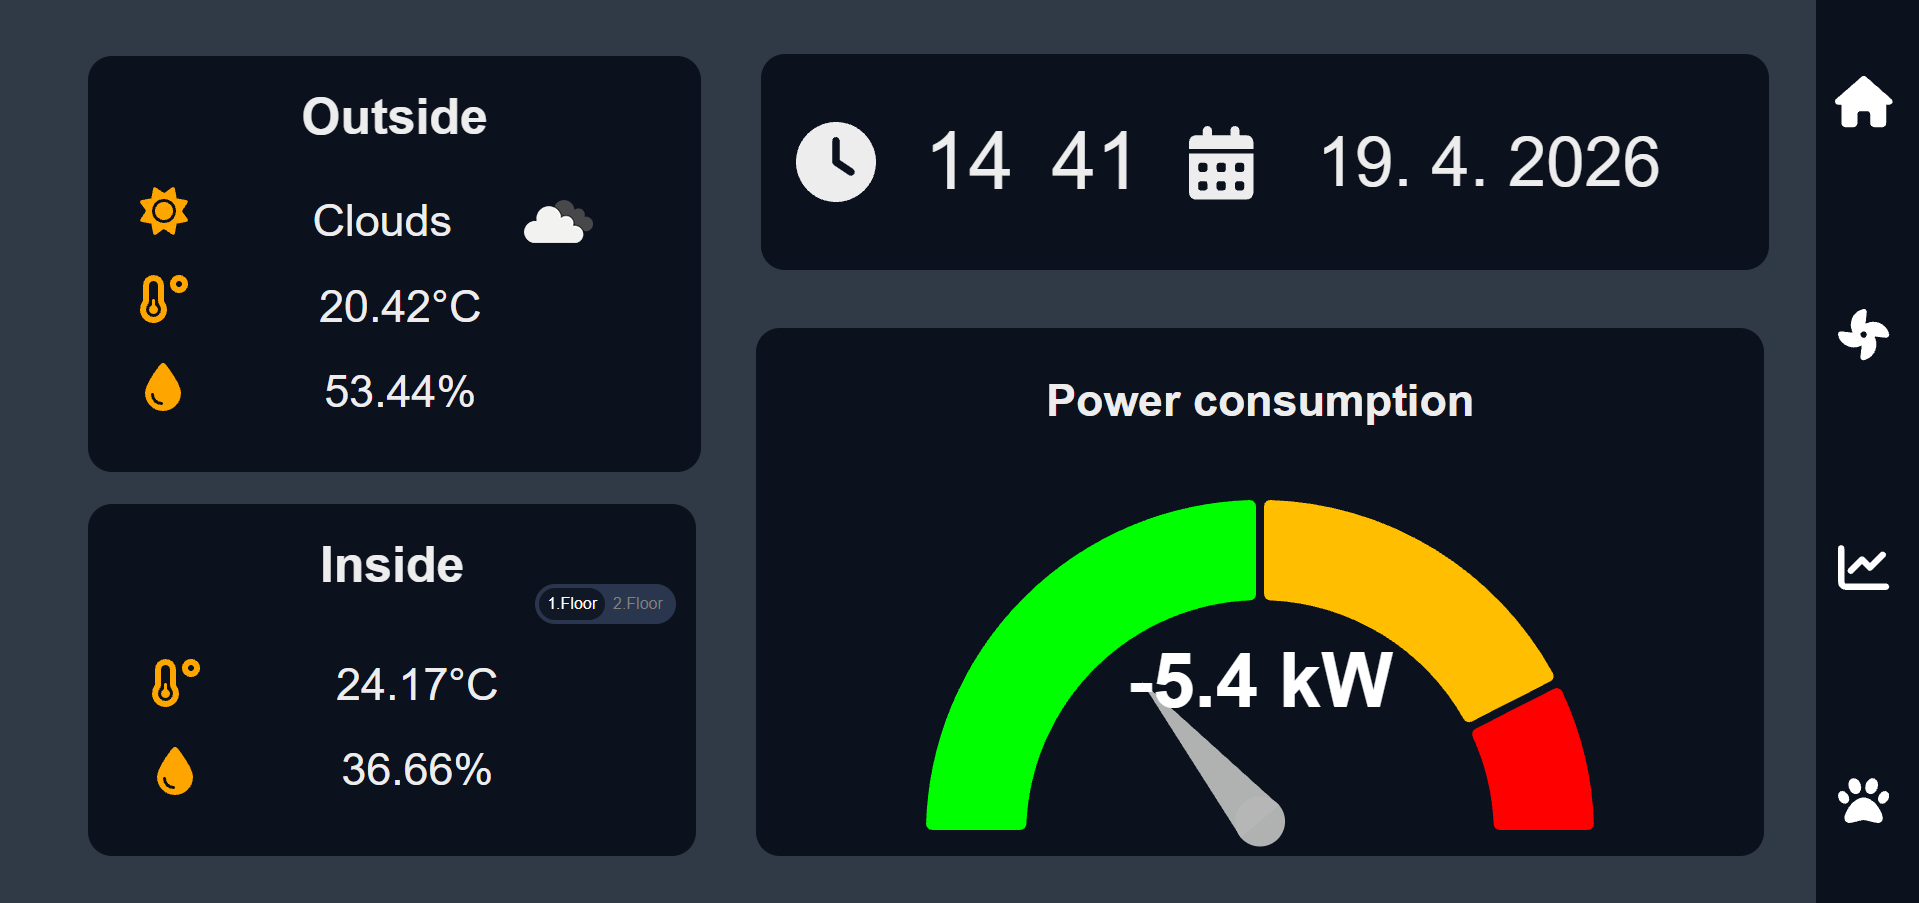 Outside
Clouds
20.42°C
53.44%
Inside
1.Floor 2.Floor
24.17°C
36.66%
14 41 19. 4. 2026
Power consumption
-5.4 kW